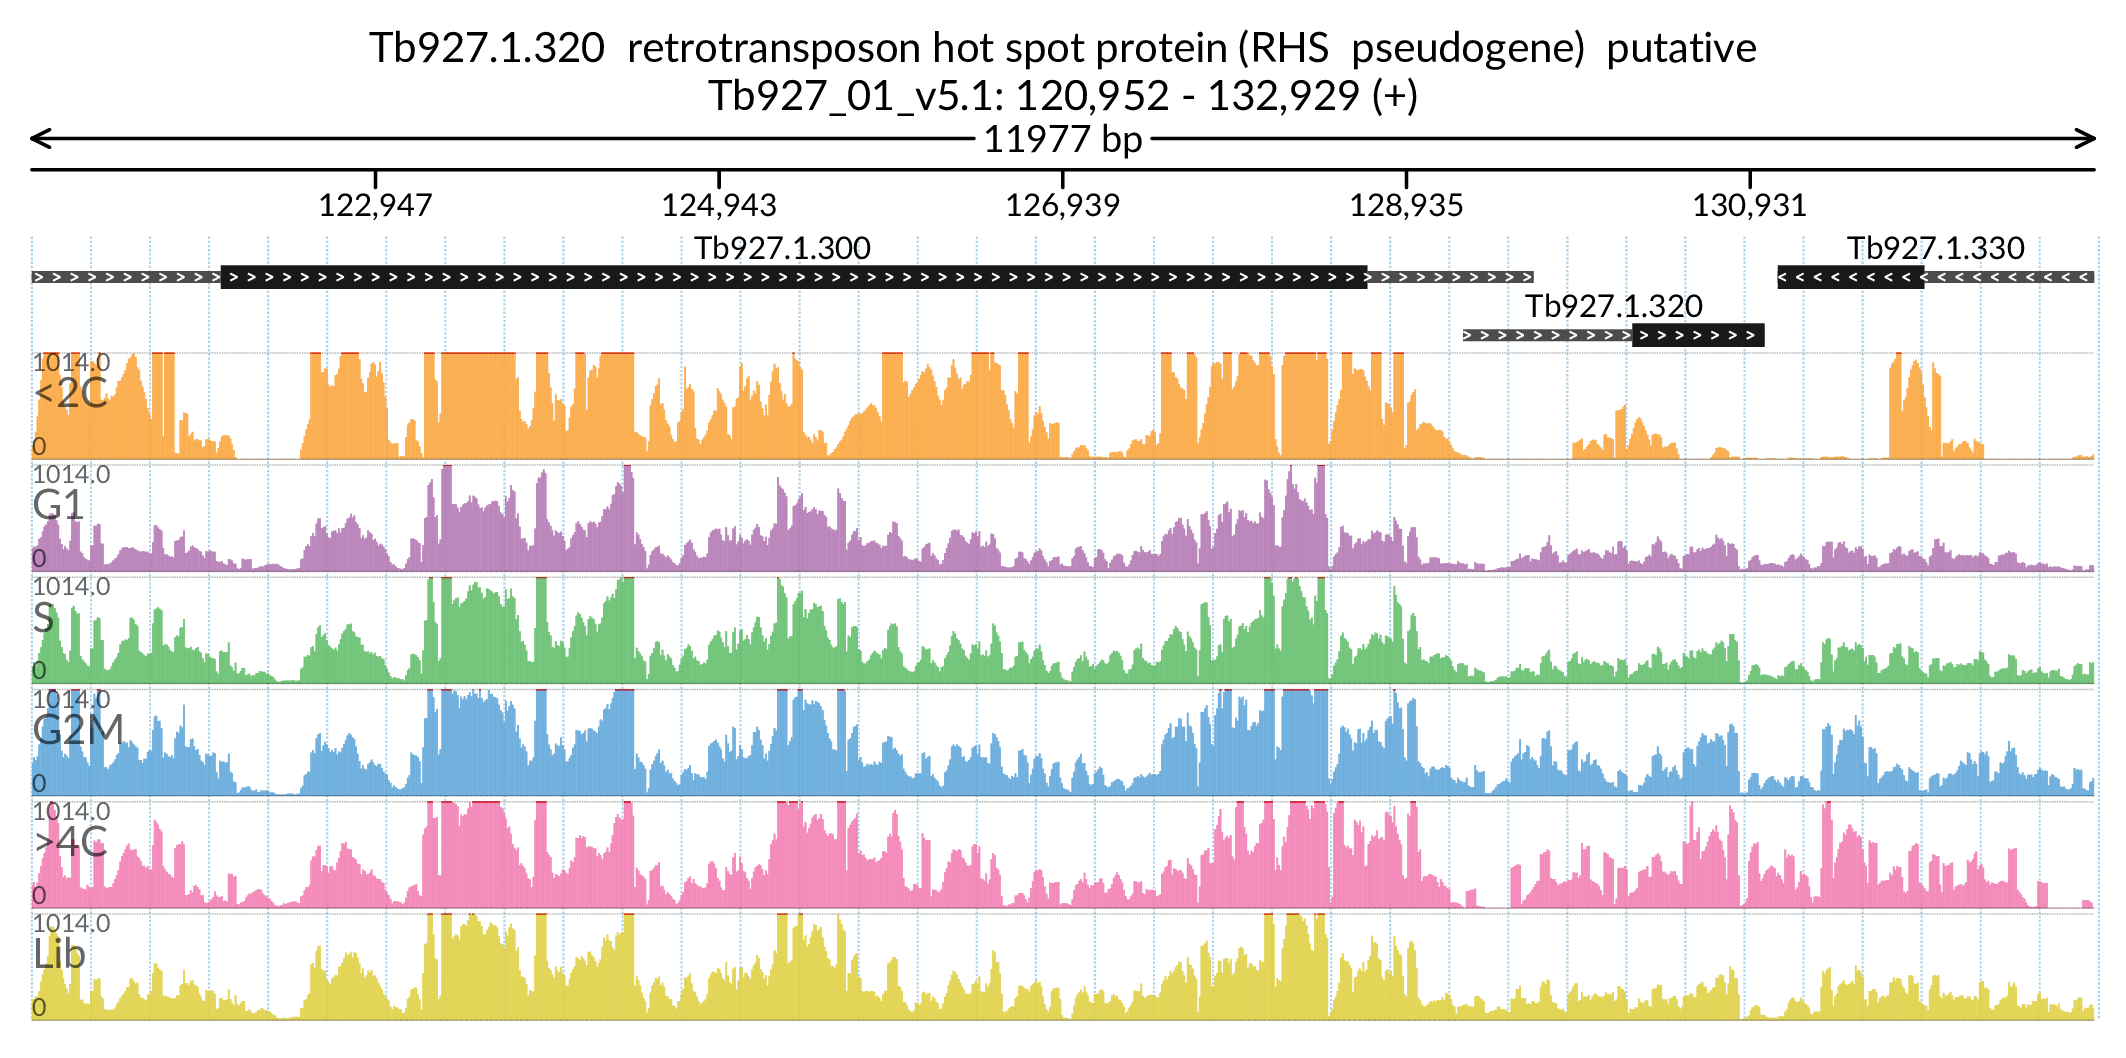 Tb927.1.320 retrotransposon hot spot protein (RHS pseudogene) putative
Tb927_01_v5.1: 120,952 - 132,929 (+)
11977 bp
122,947 124,943 126,939 128,935 130,931
Tb927.1.300 Tb927.1.330
Tb927.1.320
1014.0
<2C
0
1014.0
G1
0
1014.0
S
0
1014.0
G2M
0
1014.0
>4C
0
1014.0
Lib
0